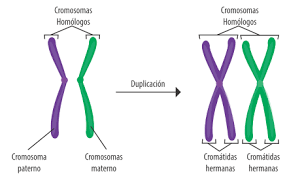 Cromosomas
Homólogos
Cromosomas
Homólogos
Duplicación
Cromosoma
paterno
Cromosomas
materno
Cromátidas
hermanas
Cromátidas
hermanas